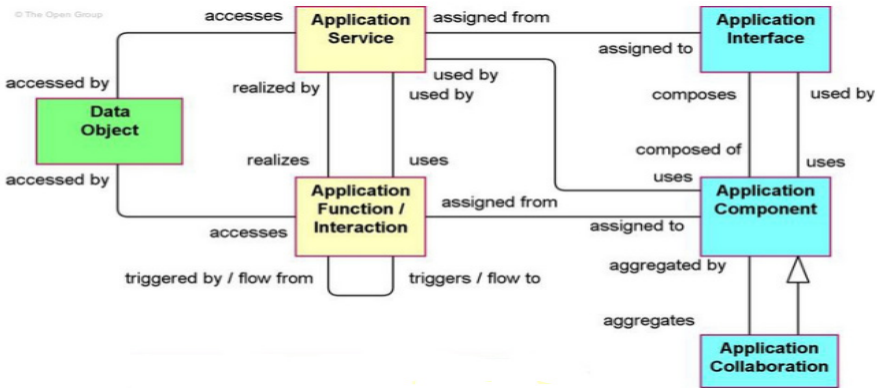 © The Open Group
accesses
Application
Service
assigned from
Application
Interface
assigned to
accessed by
realized by
used by
used by
composes
used by
Data
Object
composed of
accessed by
realizes
uses
uses
uses
Application
Function /
Interaction
assigned from
Application
Component
accesses
assigned to
triggered by / flow from
triggers / flow to
aggregated by
aggregates
Application
Collaboration